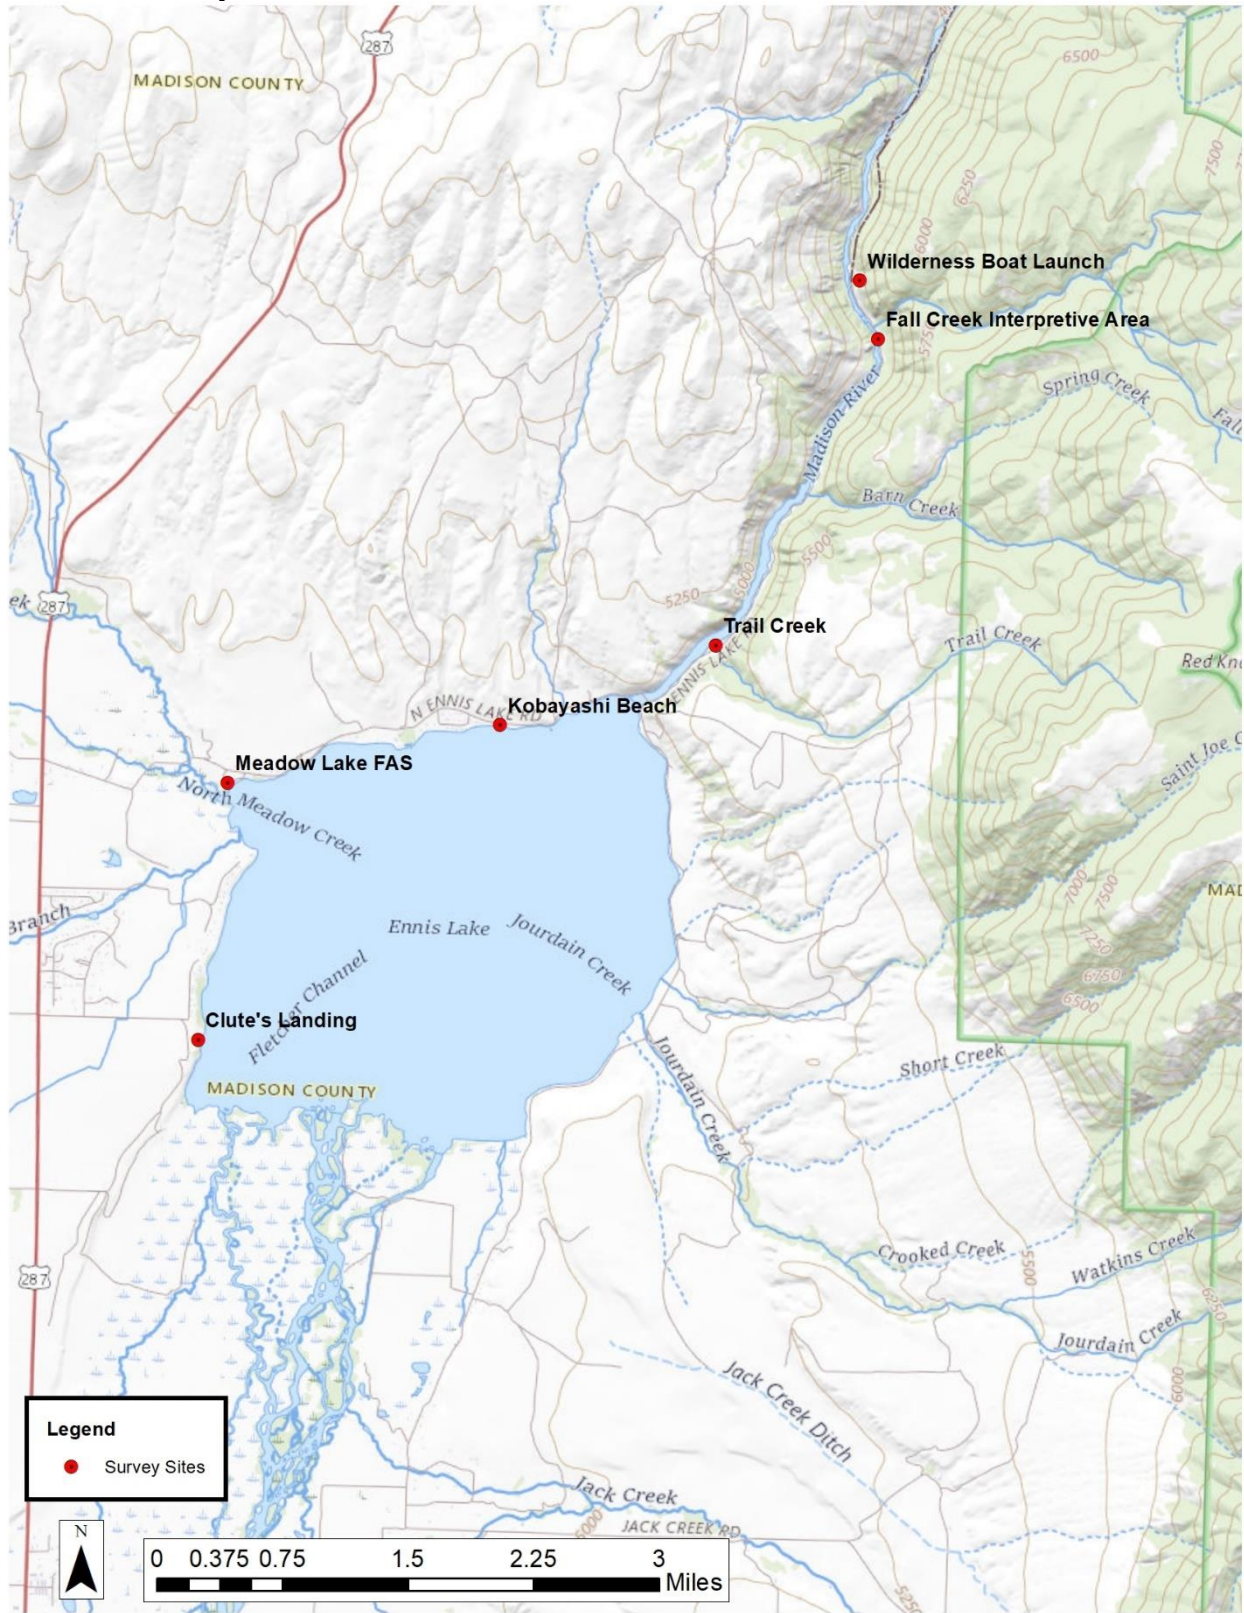 287
6500
MADISON COUNTY
7500
6250
6000
Wilderness Boat Launch
Fall Creek Interpretive Area
5750
Spring Creek
Fall
Madison River
Barn Creek
5500
5000
5250
ek
287
Trail Creek
Trail Creek
ENNIS LAKE R
Red Kn
N ENNIS LAKE RD
Kobayashi Beach
Saint Joe C
Meadow Lake FAS
North Meadow Creek
7000
7500
MAD
Branch
Ennis Lake
Jourdain Creek
7250
6750
6500
Fletcher Channel
Clute's Landing
Jourdain Creek
Short Creek
MADISON COUNTY
Crooked Creek
Watkins Creek
5500
287
6250
Jourdain Creek
6000
Jack Creek Ditch
Legend
Survey Sites
Jack Creek
5000
JACK CREEK RD
N
0 0.375 0.75 1.5 2.25 3
Miles
5250